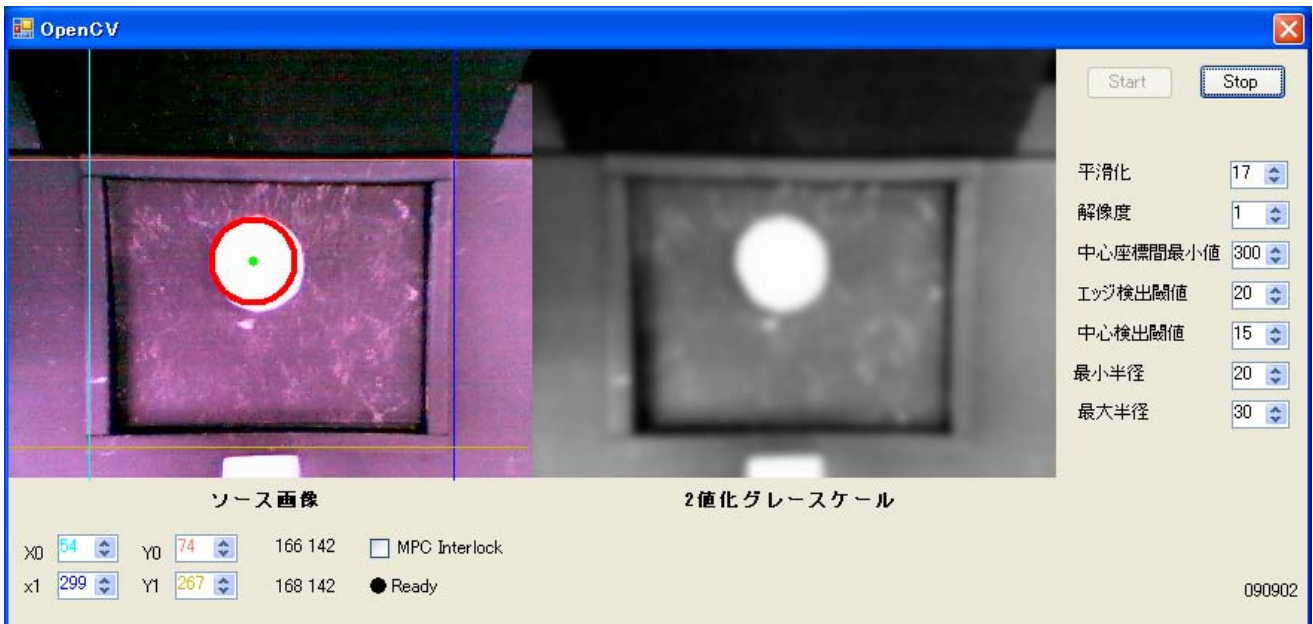 OpenCV
Start Stop
平滑化 17
解像度 1
中心座標間最小値 300
エッジ検出閾値 20
中心検出閾値 15
最小半径 20
最大半径 30
ソース画像
2値化グレースケール
X0 54 Y0 74 166 142 MPC Interlock
x1 299 Y1 267 168 142 Ready
090902